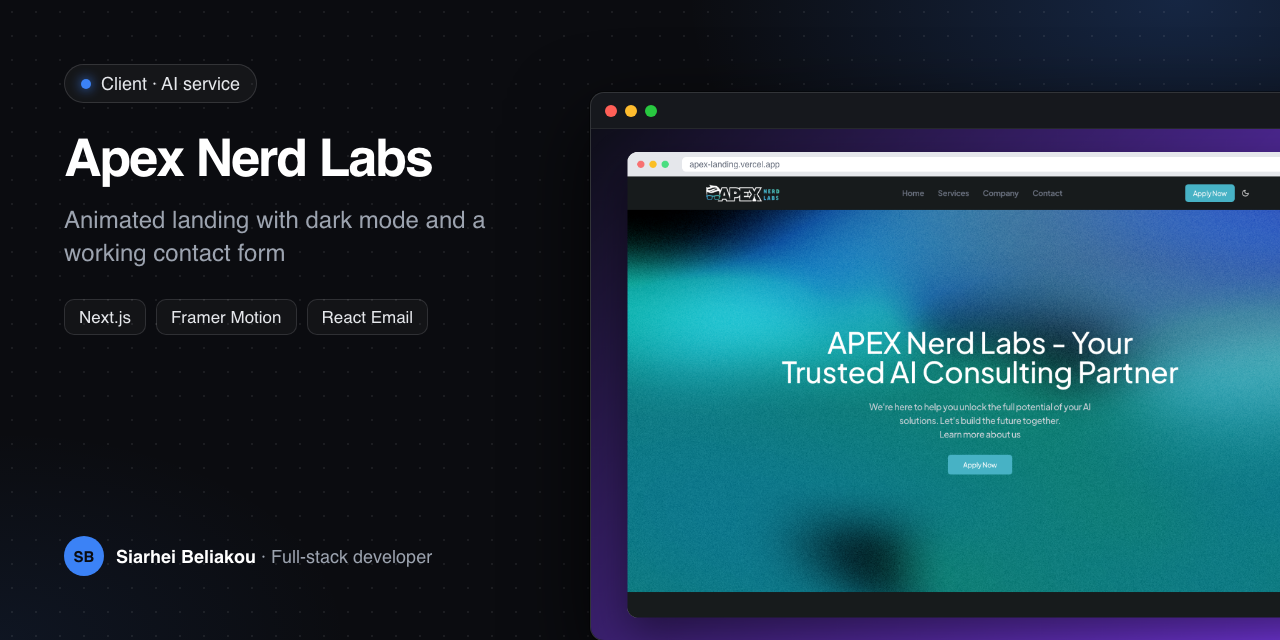 Client · AI service
Apex Nerd Labs
Animated landing with dark mode and a
working contact form
Next.js
Framer Motion
React Email
SB
Siarhei Beliakou · Full-stack developer
apex-landing.vercel.app
APEX NERD LABS
Home
Services
Company
Contact
Apply Now
APEX Nerd Labs - Your
Trusted AI Consulting Partner
We're here to help you unlock the full potential of your AI
solutions. Let's build the future together.
Learn more about us
Apply Now